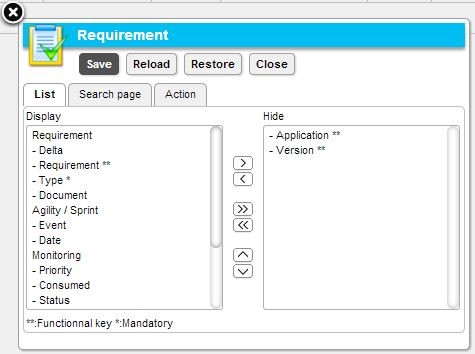 Requirement
Save Reload Restore Close
List Search page Action
Display
Requirement
- Delta
- Requirement **
- Type *
- Document
Agility / Sprint
- Event
- Date
Monitoring
- Priority
- Consumed
- Status
Hide
- Application **
- Version **
> 
<
>>
<<
**:Functionnal key *:Mandatory